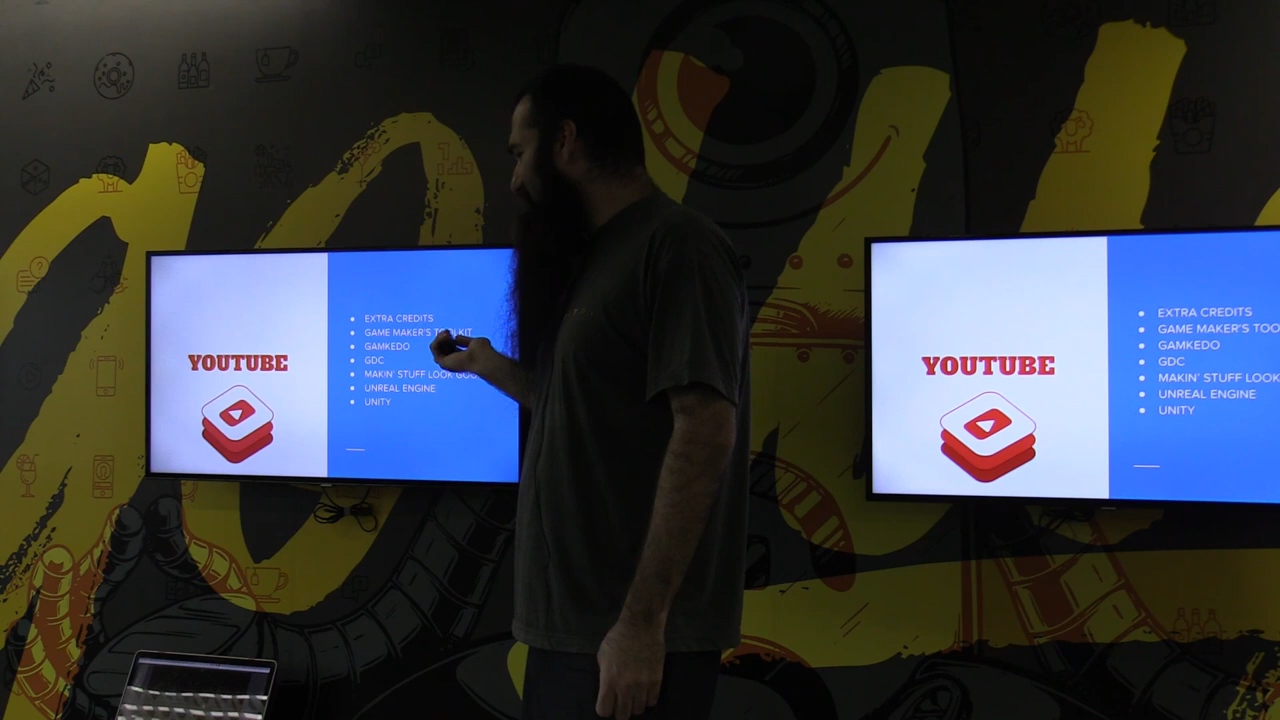 YOUTUBE
EXTRA CREDITS
GAME MAKER'S TOOLKIT
GAMKEDO
GDC
MAKIN' STUFF LOOK GOOD
UNREAL ENGINE
UNITY
YOUTUBE
EXTRA CREDITS
GAME MAKER'S TOO
GAMKEDO
GDC
MAKIN' STUFF LOOK
UNREAL ENGINE
UNITY